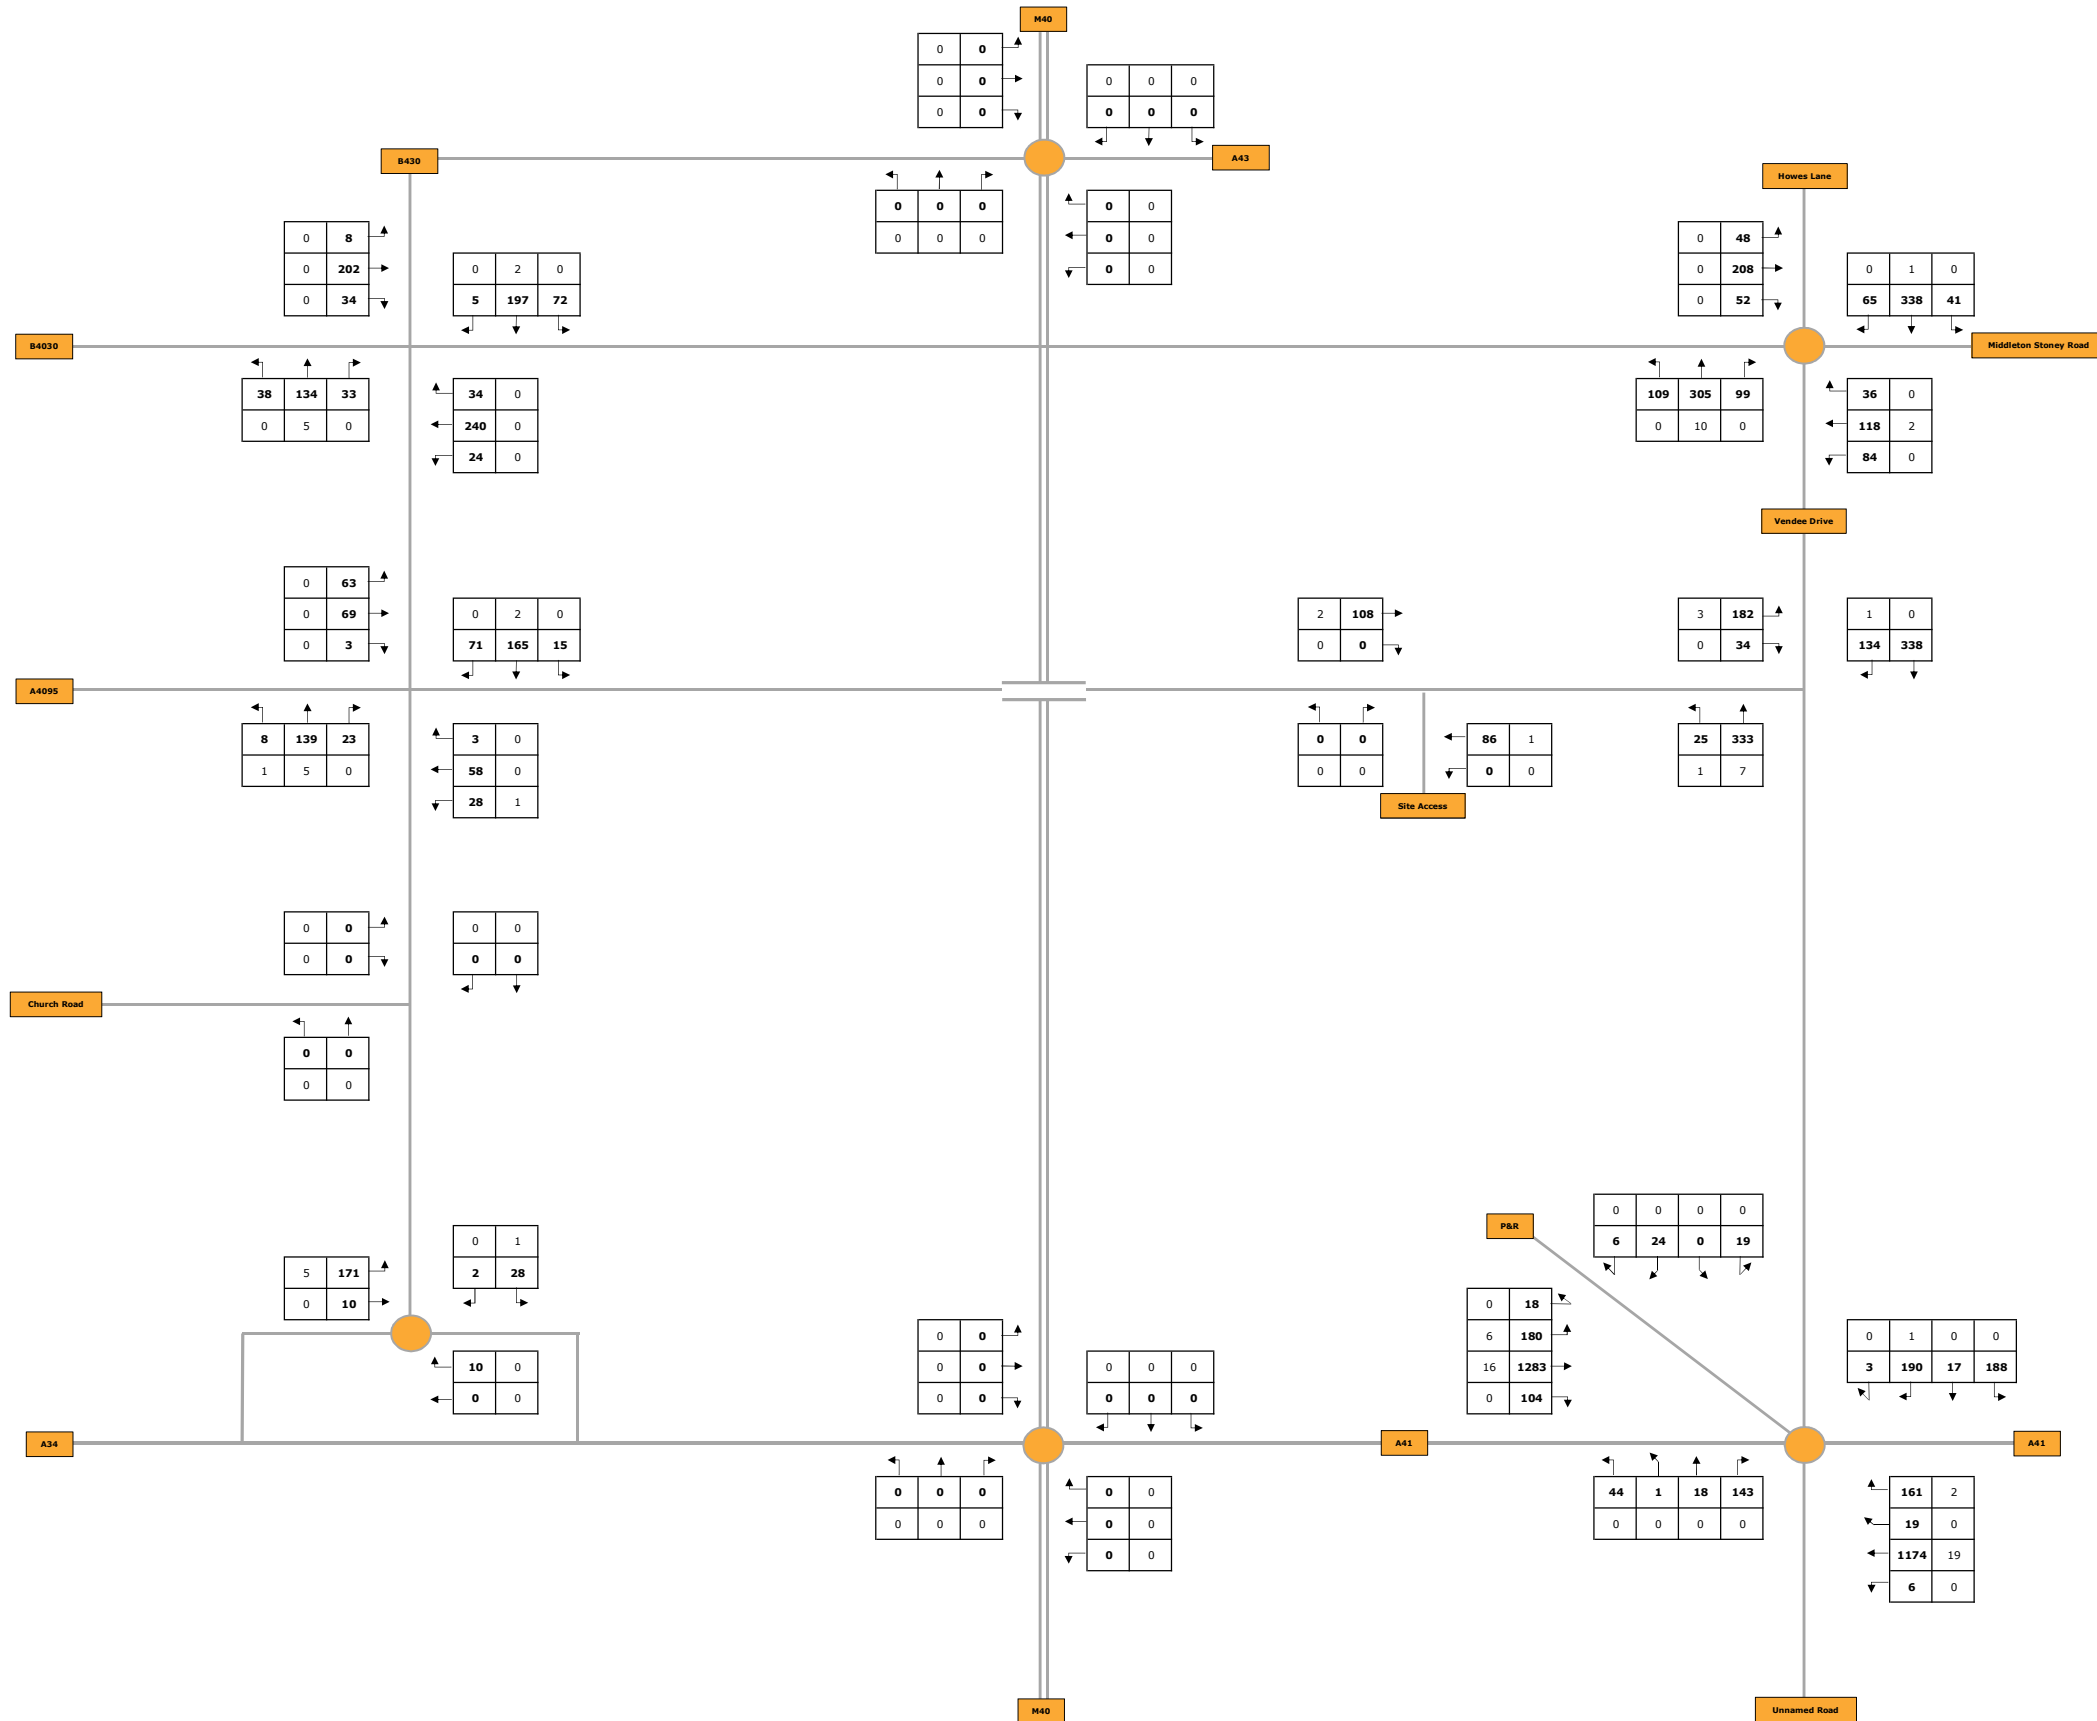 M40
0 0
0 0
0 0
0 0 0
0 0 0
B430
A43
0 0 0
0 0 0
0 0
0 0
0 0
Howes Lane
0 8
0 202
0 34
0 2 0
5 197 72
0 48
0 208
0 52
0 1 0
65 338 41
B4030
Middleton Stoney Road
38 134 33
0 5 0
34 0
240 0
24 0
109 305 99
0 10 0
36 0
118 2
84 0
Vendee Drive
0 63
0 69
0 3
0 2 0
71 165 15
2 108
0 0
3 182
0 34
1 0
134 338
A4095
8 139 23
1 5 0
3 0
58 0
28 1
0 0
0 0
86 1
0 0
25 333
1 7
Site Access
0 0
0 0
0 0
0 0
Church Road
0 0
0 0
P&R
0 0 0 0
6 24 0 19
5 171
0 10
0 1
2 28
0 18
6 180
16 1283
0 104
0 1 0 0
3 190 17 188
10 0
0 0
0 0
0 0
0 0
0 0 0
0 0 0
A34
A41
A41
0 0 0
0 0 0
0 0
0 0
0 0
44 1 18 143
0 0 0 0
161 2
19 0
1174 19
6 0
M40
Unnamed Road